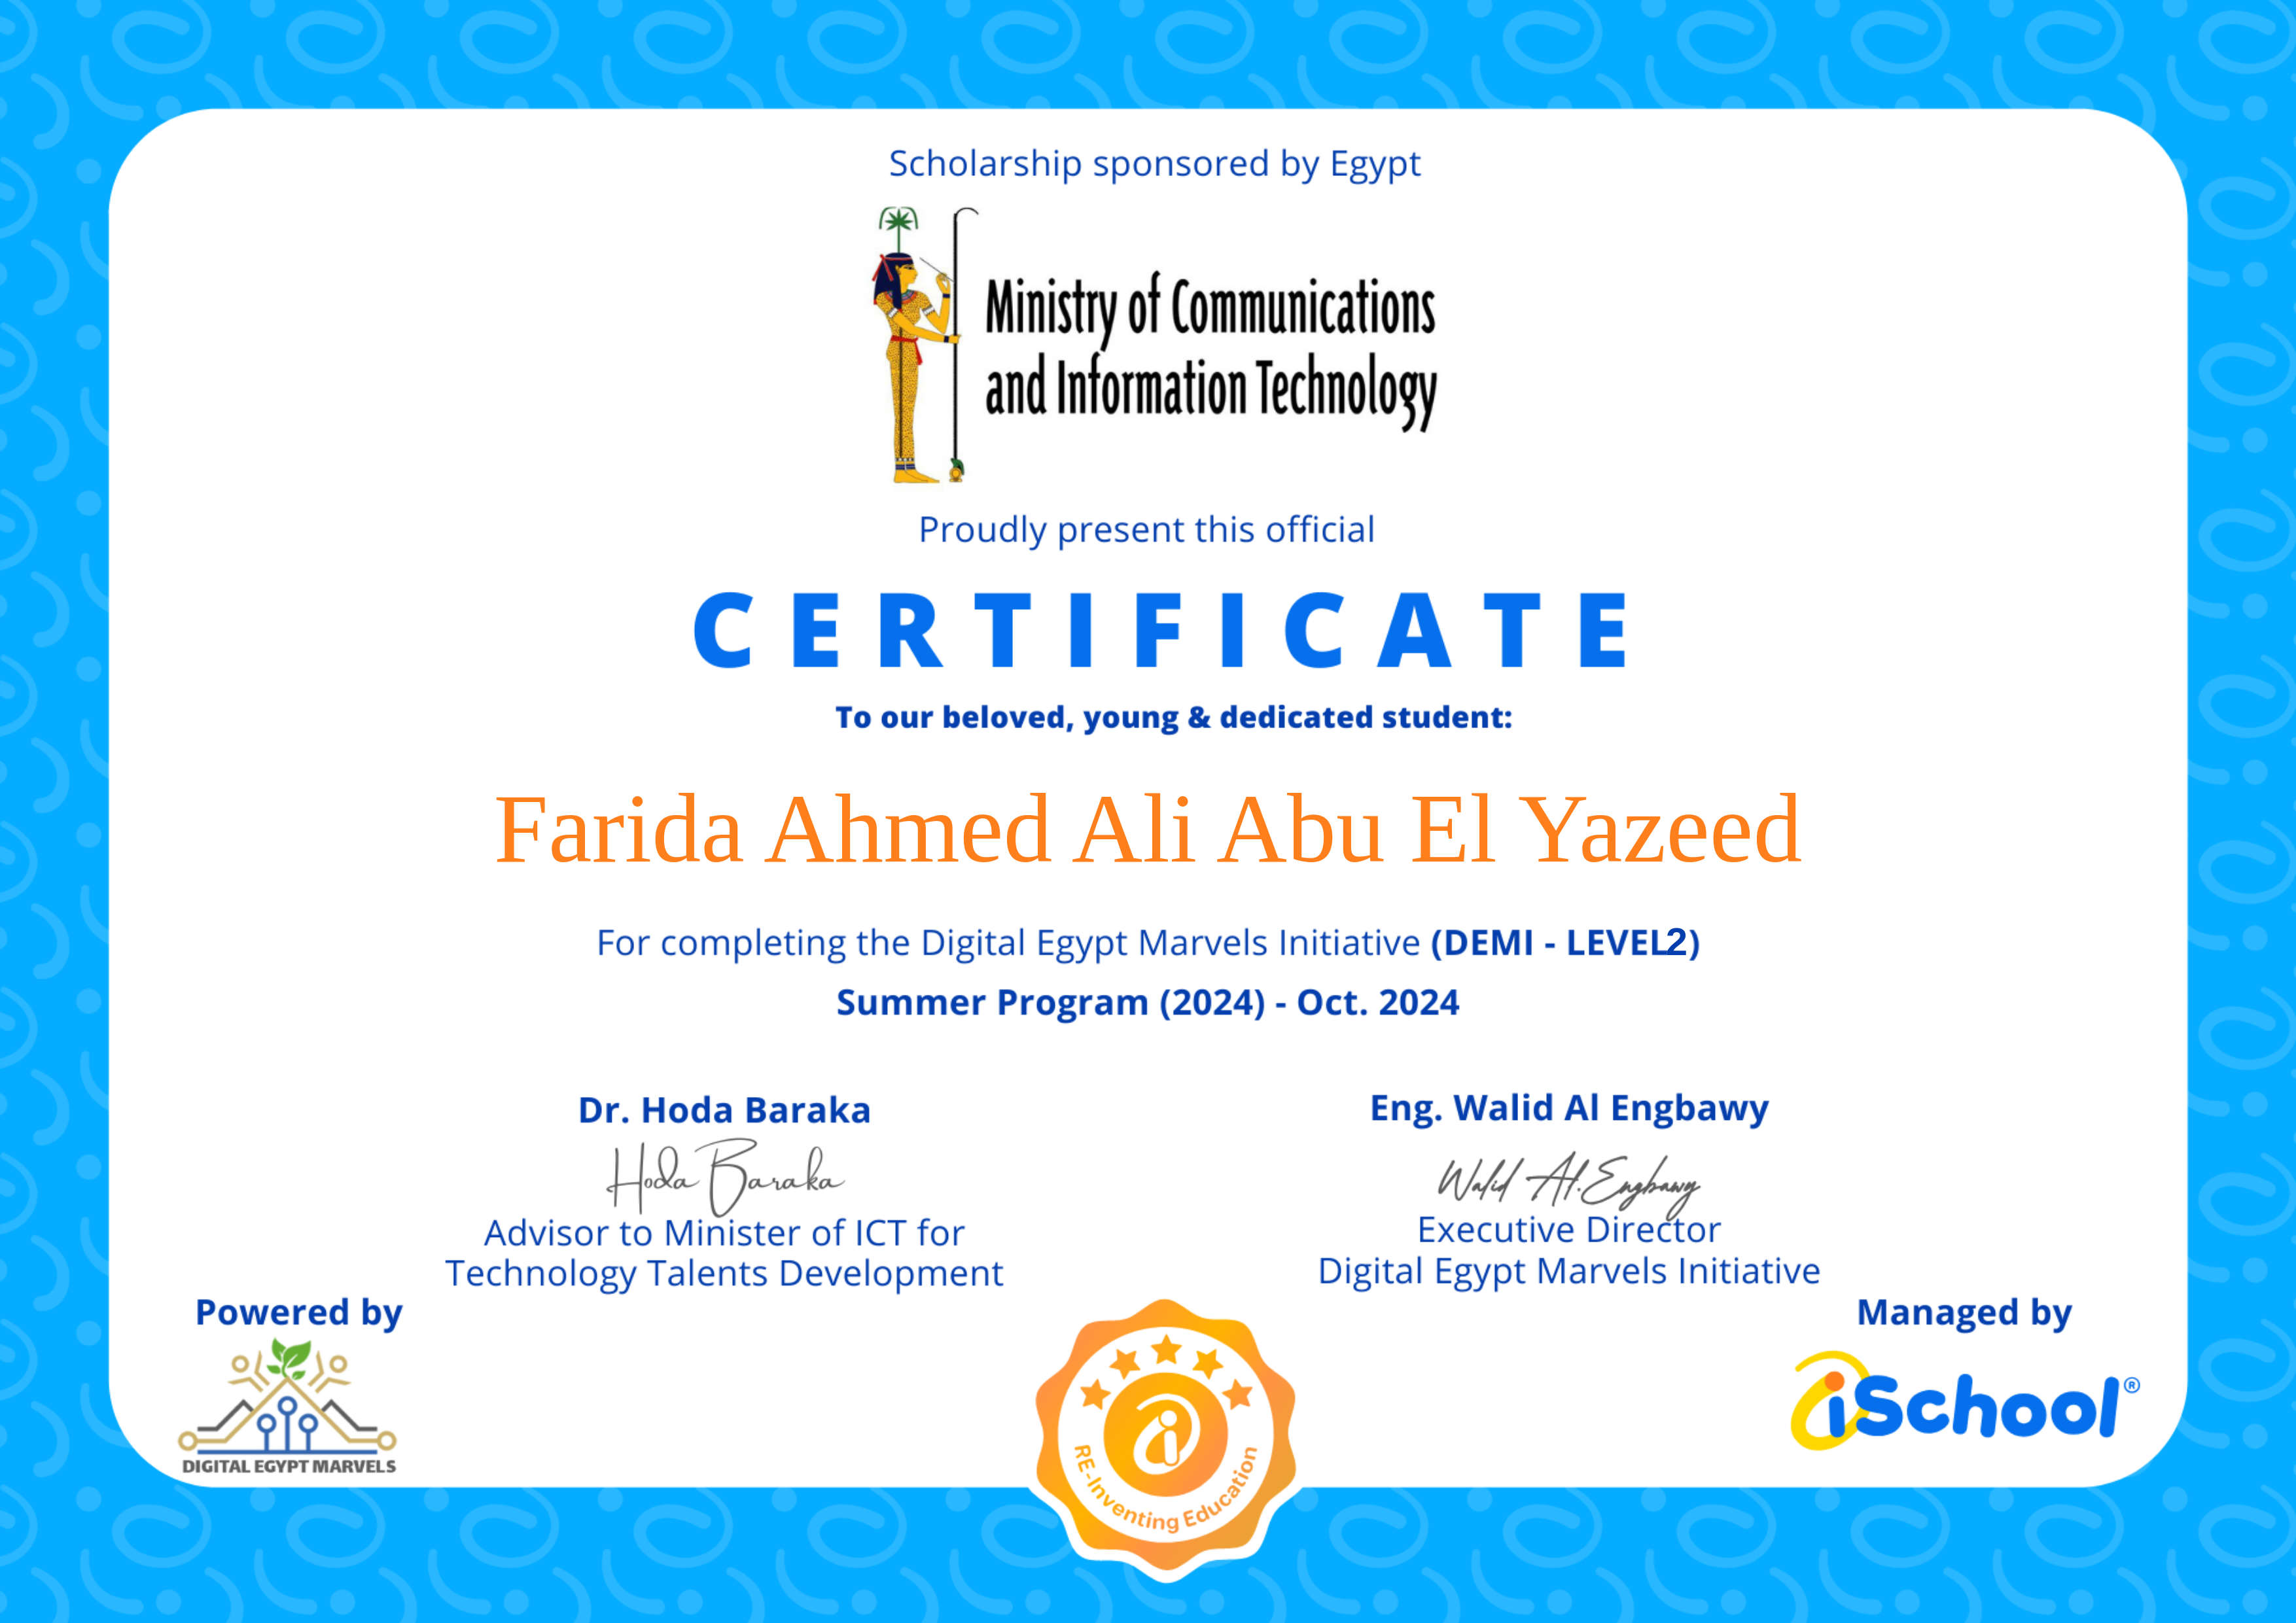 Scholarship sponsored by Egypt
Ministry of Communications
and Information Technology
Proudly present this official
CERTIFICATE
To our beloved, young & dedicated student:
Farida Ahmed Ali Abu El Yazeed
For completing the Digital Egypt Marvels Initiative (DEMI - LEVEL2)
Summer Program (2024) - Oct. 2024
Dr. Hoda Baraka
Hoda Baraka
Advisor to Minister of ICT for
Technology Talents Development
Eng. Walid Al Engbawy
Walid Al.Engbawy
Executive Director
Digital Egypt Marvels Initiative
Powered by
DIGITAL EGYPT MARVELS
RE-Inventing Education
Managed by
iSchool®